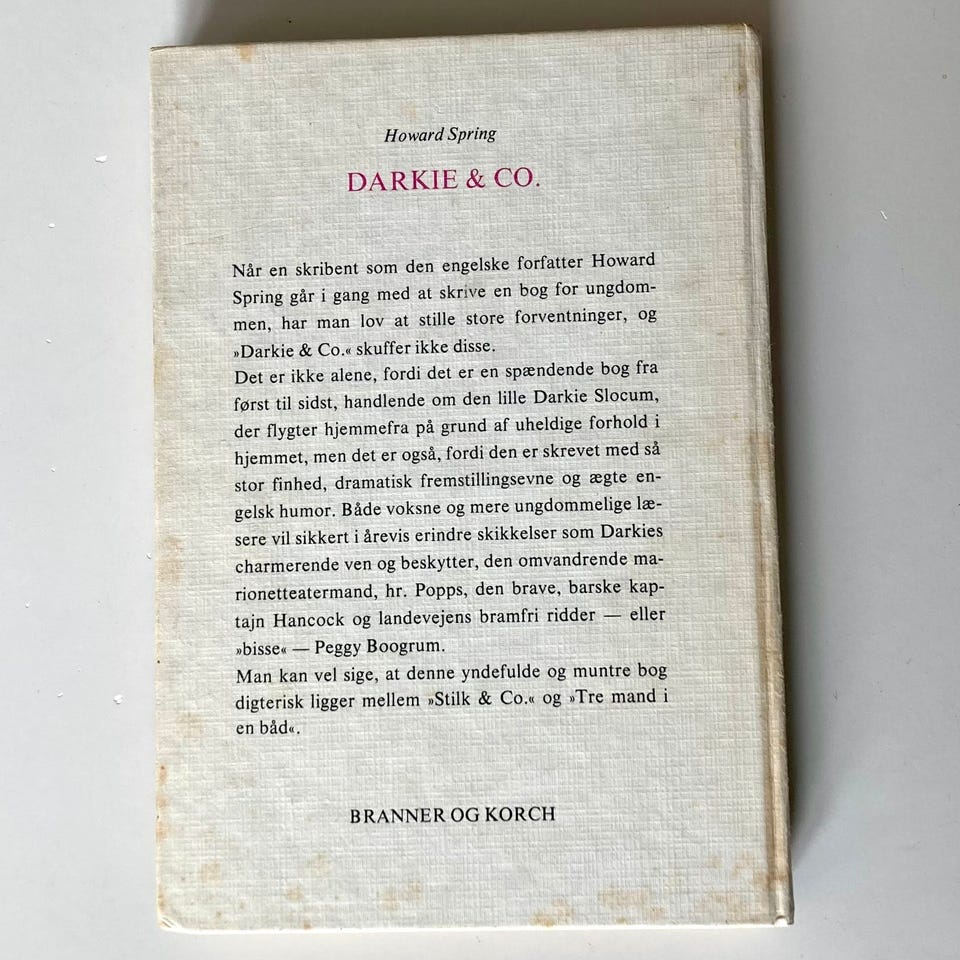 Howard Spring
DARKIE & CO.
Når en skribent som den engelske forfatter Howard
Spring går i gang med at skrive en bog for ungdom-
men, har man lov at stille store forventninger, og
»Darkie & Co.« skuffer ikke disse.
Det er ikke alene, fordi det er en spændende bog fra
først til sidst, handlende om den lille Darkie Slocum,
der flygter hjemmefra på grund af uheldige forhold i
hjemmet, men det er også, fordi den er skrevet med så
stor finhed, dramatisk fremstillingsevne og ægte en-
gelsk humor. Både voksne og mere ungdommelige læ-
sere vil sikkert i årevis erindre skikkelser som Darkies
charmerende ven og beskytter, den omvandrende ma-
rionetteatermand, hr. Popps, den brave, barske kap-
tajn Hancock og landevejens bramfri ridder — eller
»bisse« — Peggy Boogrum.
Man kan vel sige, at denne yndefulde og muntre bog
digterisk ligger mellem »Stilk & Co.« og »Tre mand i
en båd«.
BRANNER OG KORCH